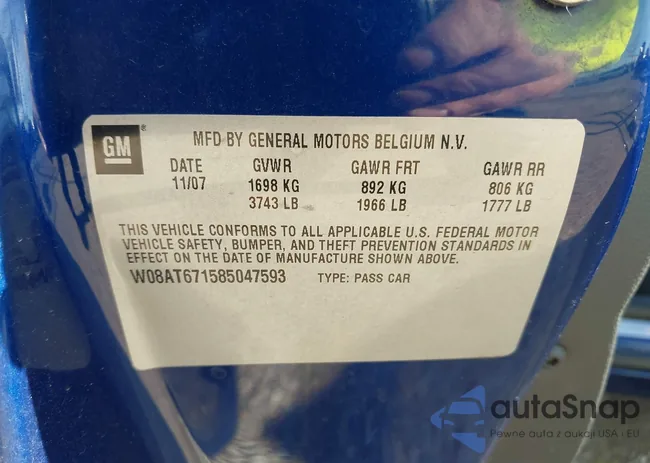 GM
MFD BY GENERAL MOTORS BELGIUM N.V.
DATE GVWR GAWR FRT GAWR RR
11/07 1698 KG 892 KG 806 KG
3743 LB 1966 LB 1777 LB
THIS VEHICLE CONFORMS TO ALL APPLICABLE U.S. FEDERAL MOTOR
VEHICLE SAFETY, BUMPER, AND THEFT PREVENTION STANDARDS IN
EFFECT ON THE DATE OF MANUFACTURE SHOWN ABOVE.
W08AT671585047593 TYPE: PASS CAR
autaSnap
Pewne auta z aukcji USA i EU